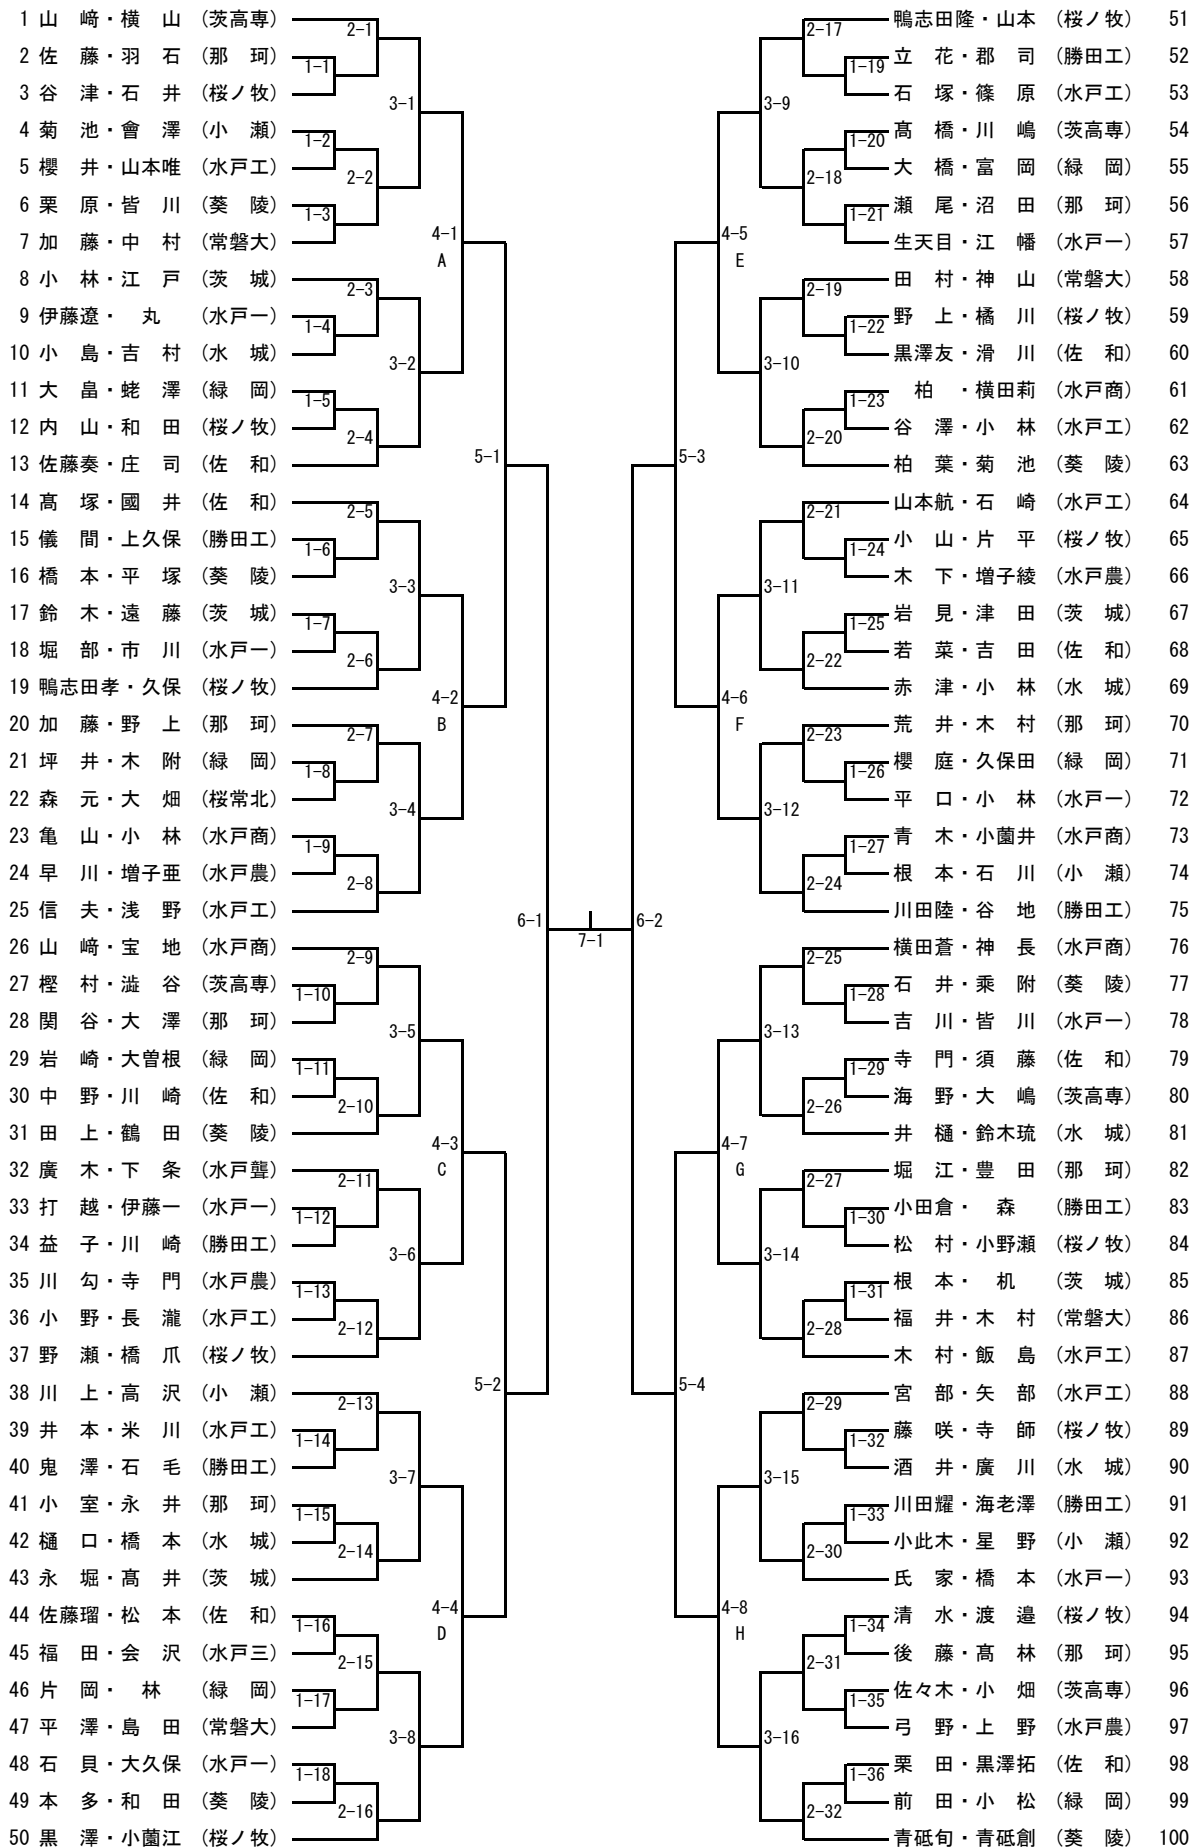 1 山　﨑・横　山 （茨高専）
2 佐　藤・羽　石 （那　珂）
3 谷　津・石　井 （桜ノ牧）
4 菊　池・會　澤 （小　瀬）
5 櫻　井・山本唯 （水戸工）
6 栗　原・皆　川 （葵　陵）
7 加　藤・中　村 （常磐大）
8 小　林・江　戸 （茨　城）
9 伊藤遼・　丸　 （水戸一）
10 小　島・吉　村 （水　城）
11 大　畠・蛯　澤 （緑　岡）
12 内　山・和　田 （桜ノ牧）
13 佐藤奏・庄　司 （佐　和）
14 髙　塚・國　井 （佐　和）
15 儀　間・上久保 （勝田工）
16 橋　本・平　塚 （葵　陵）
17 鈴　木・遠　藤 （茨　城）
18 堀　部・市　川 （水戸一）
19 鴨志田孝・久保 （桜ノ牧）
20 加　藤・野　上 （那　珂）
21 坪　井・木　附 （緑　岡）
22 森　元・大　畑 （桜常北）
23 亀　山・小　林 （水戸商）
24 早　川・増子亜 （水戸農）
25 信　夫・浅　野 （水戸工）
26 山　﨑・宝　地 （水戸商）
27 樫　村・澁　谷 （茨高専）
28 関　谷・大　澤 （那　珂）
29 岩　崎・大曽根 （緑　岡）
30 中　野・川　崎 （佐　和）
31 田　上・鶴　田 （葵　陵）
32 廣　木・下　条 （水戸聾）
33 打　越・伊藤一 （水戸一）
34 益　子・川　崎 （勝田工）
35 川　勾・寺　門 （水戸農）
36 小　野・長　瀧 （水戸工）
37 野　瀬・橋　爪 （桜ノ牧）
38 川　上・高　沢 （小　瀬）
39 井　本・米　川 （水戸工）
40 鬼　澤・石　毛 （勝田工）
41 小　室・永　井 （那　珂）
42 樋　口・橋　本 （水　城）
43 永　堀・髙　井 （茨　城）
44 佐藤瑠・松　本 （佐　和）
45 福　田・会　沢 （水戸三）
46 片　岡・　林　 （緑　岡）
47 平　澤・島　田 （常磐大）
48 石　貝・大久保 （水戸一）
49 本　多・和　田 （葵　陵）
50 黒　澤・小薗江 （桜ノ牧）
1-1
1-2
1-3
1-4
1-5
1-6
1-7
1-8
1-9
1-10
1-11
1-12
1-13
1-14
1-15
1-16
1-17
1-18
2-1
2-2
2-3
2-4
2-5
2-6
2-7
2-8
2-9
2-10
2-11
2-12
2-13
2-14
2-15
2-16
3-1
3-2
3-3
3-4
3-5
3-6
3-7
3-8
4-1
A
4-2
B
4-3
C
4-4
D
5-1
5-2
6-1
7-1
6-2
5-3
5-4
4-5
E
4-6
F
4-7
G
4-8
H
3-9
3-10
3-11
3-12
3-13
3-14
3-15
3-16
2-17
2-18
2-19
2-20
2-21
2-22
2-23
2-24
2-25
2-26
2-27
2-28
2-29
2-30
2-31
2-32
1-19
1-20
1-21
1-22
1-23
1-24
1-25
1-26
1-27
1-28
1-29
1-30
1-31
1-32
1-33
1-34
1-35
1-36
鴨志田隆・山本 （桜ノ牧） 51
立　花・郡　司 （勝田工） 52
石　塚・篠　原 （水戸工） 53
髙　橋・川　嶋 （茨高専） 54
大　橋・富　岡 （緑　岡） 55
瀬　尾・沼　田 （那　珂） 56
生天目・江　幡 （水戸一） 57
田　村・神　山 （常磐大） 58
野　上・橘　川 （桜ノ牧） 59
黒澤友・滑　川 （佐　和） 60
　柏　・横田莉 （水戸商） 61
谷　澤・小　林 （水戸工） 62
柏　葉・菊　池 （葵　陵） 63
山本航・石　崎 （水戸工） 64
小　山・片　平 （桜ノ牧） 65
木　下・増子綾 （水戸農） 66
岩　見・津　田 （茨　城） 67
若　菜・吉　田 （佐　和） 68
赤　津・小　林 （水　城） 69
荒　井・木　村 （那　珂） 70
櫻　庭・久保田 （緑　岡） 71
平　口・小　林 （水戸一） 72
青　木・小薗井 （水戸商） 73
根　本・石　川 （小　瀬） 74
川田陸・谷　地 （勝田工） 75
横田蒼・神　長 （水戸商） 76
石　井・乘　附 （葵　陵） 77
吉　川・皆　川 （水戸一） 78
寺　門・須　藤 （佐　和） 79
海　野・大　嶋 （茨高専） 80
井　樋・鈴木琉 （水　城） 81
堀　江・豊　田 （那　珂） 82
小田倉・　森　 （勝田工） 83
松　村・小野瀬 （桜ノ牧） 84
根　本・　机　 （茨　城） 85
福　井・木　村 （常磐大） 86
木　村・飯　島 （水戸工） 87
宮　部・矢　部 （水戸工） 88
藤　咲・寺　師 （桜ノ牧） 89
酒　井・廣　川 （水　城） 90
川田耀・海老澤 （勝田工） 91
小此木・星　野 （小　瀬） 92
氏　家・橋　本 （水戸一） 93
清　水・渡　邉 （桜ノ牧） 94
後　藤・髙　林 （那　珂） 95
佐々木・小　畑 （茨高専） 96
弓　野・上　野 （水戸農） 97
栗　田・黒澤拓 （佐　和） 98
前　田・小　松 （緑　岡） 99
青砥旬・青砥創 （葵　陵） 100